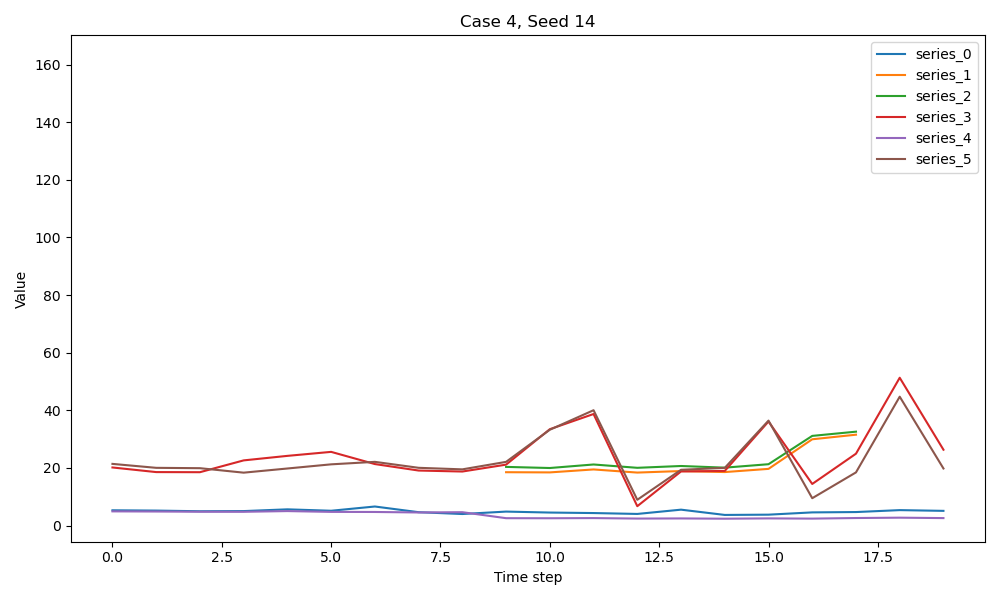 Case 4, Seed 14
series_0
series_1
series_2
series_3
series_4
series_5
160
140
120
100
80
60
40
20
0
Value
0.0 2.5 5.0 7.5 10.0 12.5 15.0 17.5
Time step